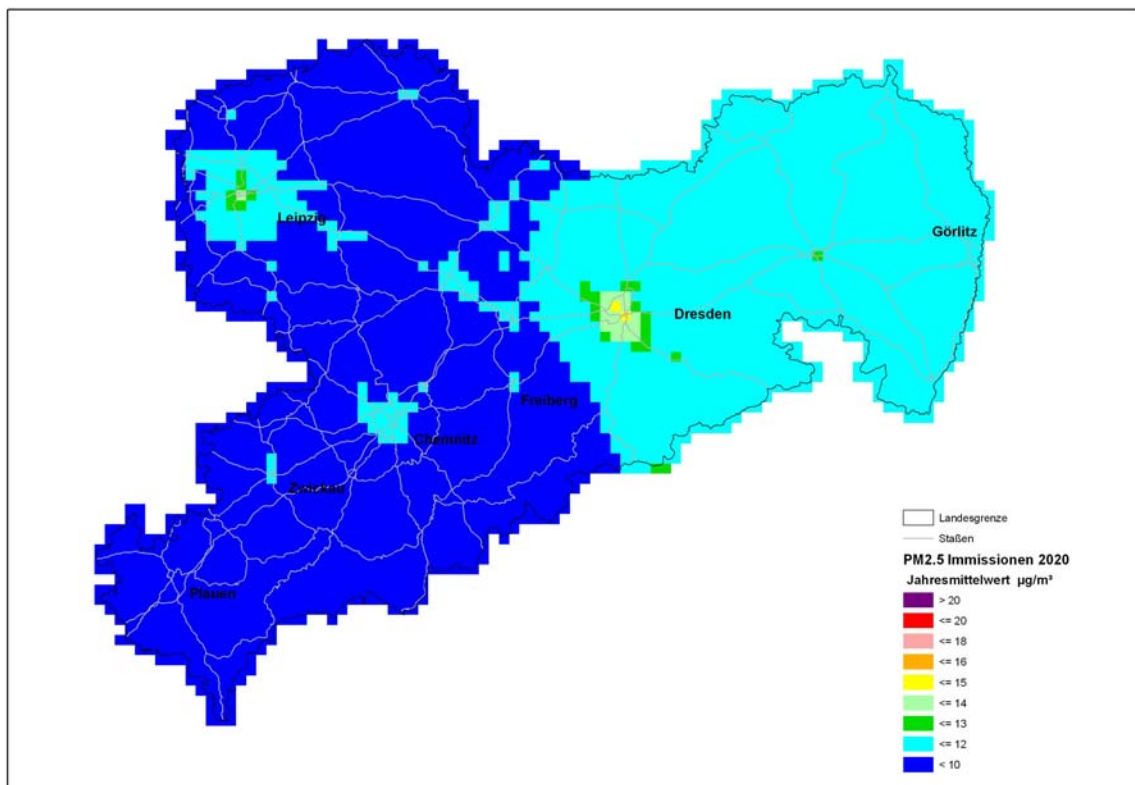 Leipzig
Görlitz
Dresden
Freiberg
Chemnitz
Zwickau
Plauen
Landesgrenze
Staßen
PM2.5 Immissionen 2020
Jahresmittelwert µg/m³
> 20
<= 20
<= 18
<= 16
<= 15
<= 14
<= 13
<= 12
< 10